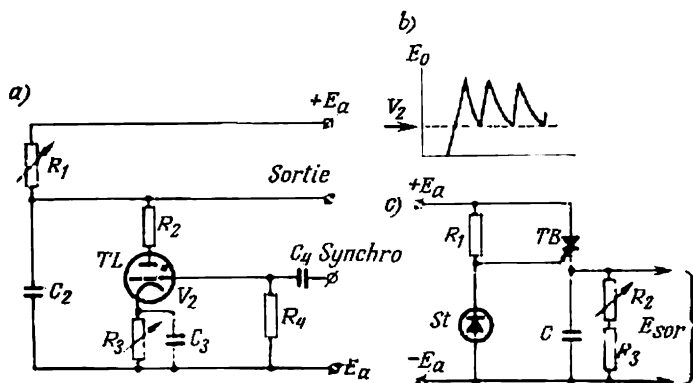 a)
+Ea
R1
Sortie
R2
TL
V2
C2
R3
C3
R4
C4 Synchro
-Ea
b)
E0
V2
c)
+Ea
R1
TB
St
C
R2
R3
Esor
-Ea